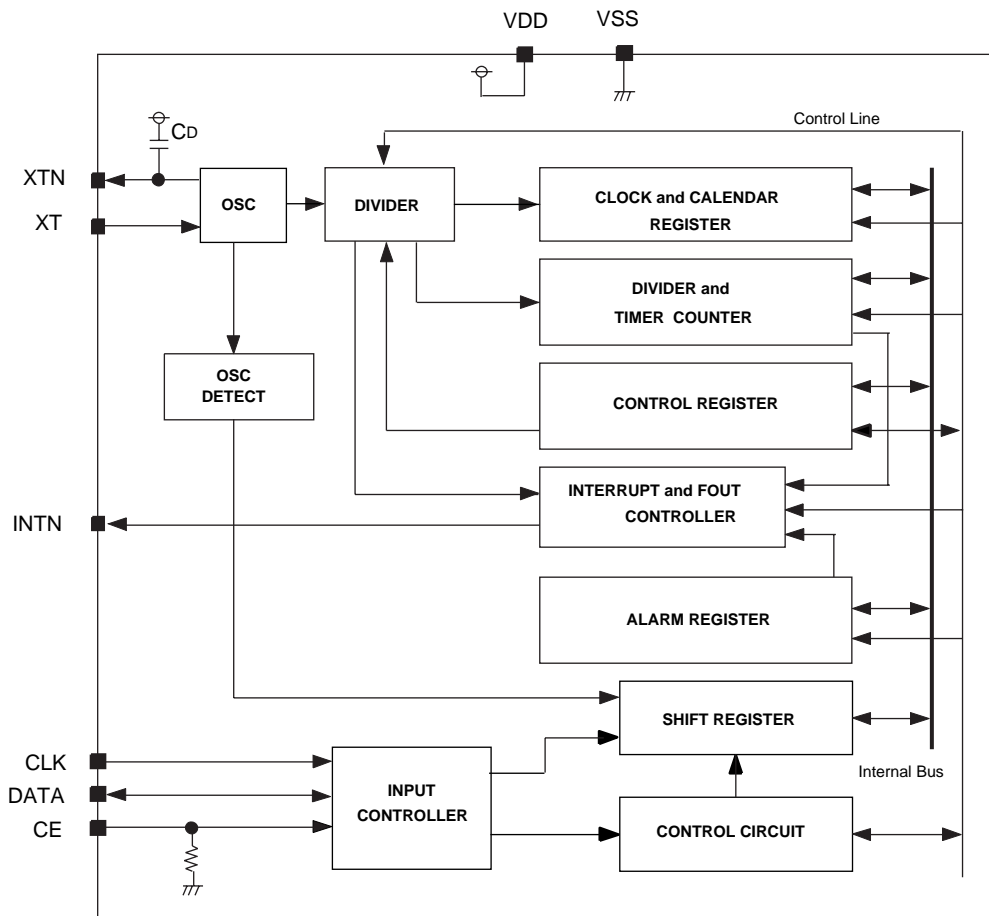 VDD
VSS
Control Line
CD
XTN
XT
OSC
DIVIDER
CLOCK and CALENDAR
REGISTER
DIVIDER and
TIMER COUNTER
OSC
DETECT
CONTROL REGISTER
INTERRUPT and FOUT
CONTROLLER
INTN
ALARM REGISTER
SHIFT REGISTER
CLK
DATA
CE
INPUT
CONTROLLER
Internal Bus
CONTROL CIRCUIT